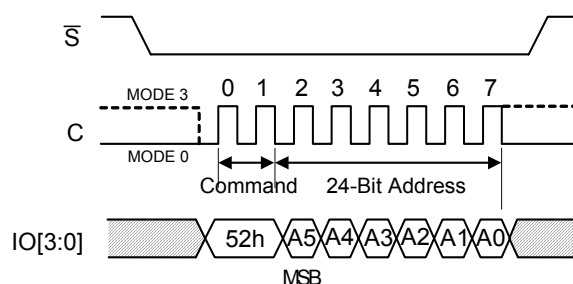 S
0 1 2 3 4 5 6 7
MODE 3
C
MODE 0
Command 24-Bit Address
IO[3:0] 52h A5 A4 A3 A2 A1 A0
MSB